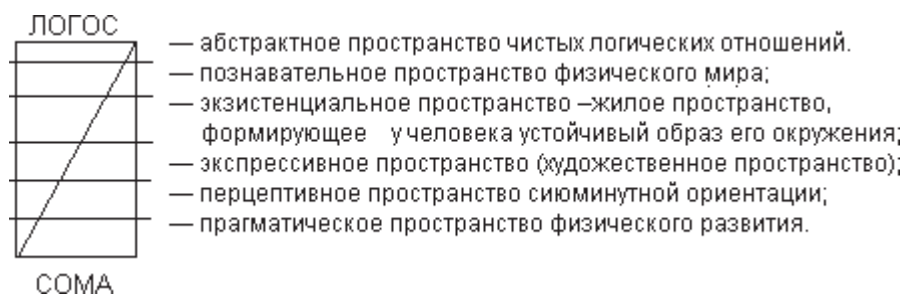 ЛОГОС
— абстрактное пространство чистых логических отношений.
— познавательное пространство физического мира;
— экзистенциальное пространство –жилое пространство,
формирующее у человека устойчивый образ его окружения;
— экспрессивное пространство (художественное пространство);
— перцептивное пространство сиюминутной ориентации;
— прагматическое пространство физического развития.
СОМА